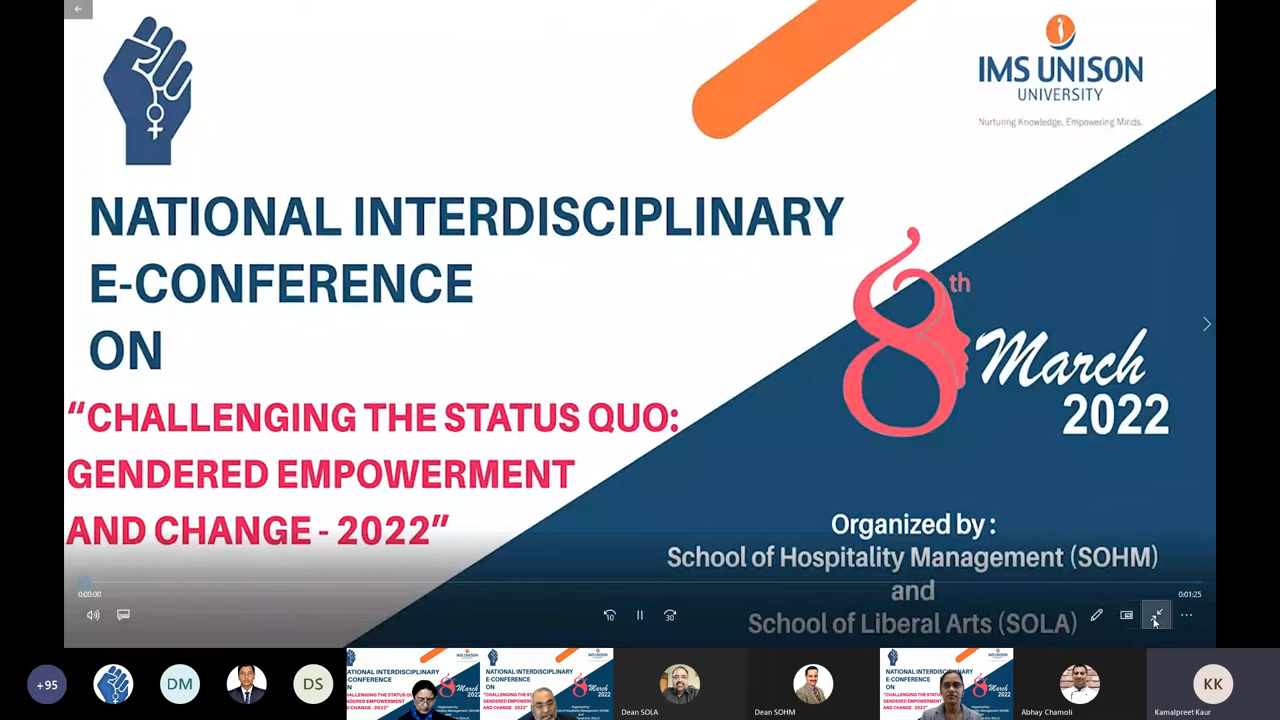 IMS UNISON
UNIVERSITY
Nurturing Knowledge. Empowering Minds.
NATIONAL INTERDISCIPLINARY
E-CONFERENCE
ON
“CHALLENGING THE STATUS QUO:
GENDERED EMPOWERMENT
AND CHANGE - 2022”
8th March
2022
Organized by :
School of Hospitality Management (SOHM)
and
School of Liberal Arts (SOLA)
0:00:00
0:01:25
10
30
+95
DM
DS
Dean SOLA
Dean SOHM
Abhay Chamoli
KK
Kamalpreet Kaur